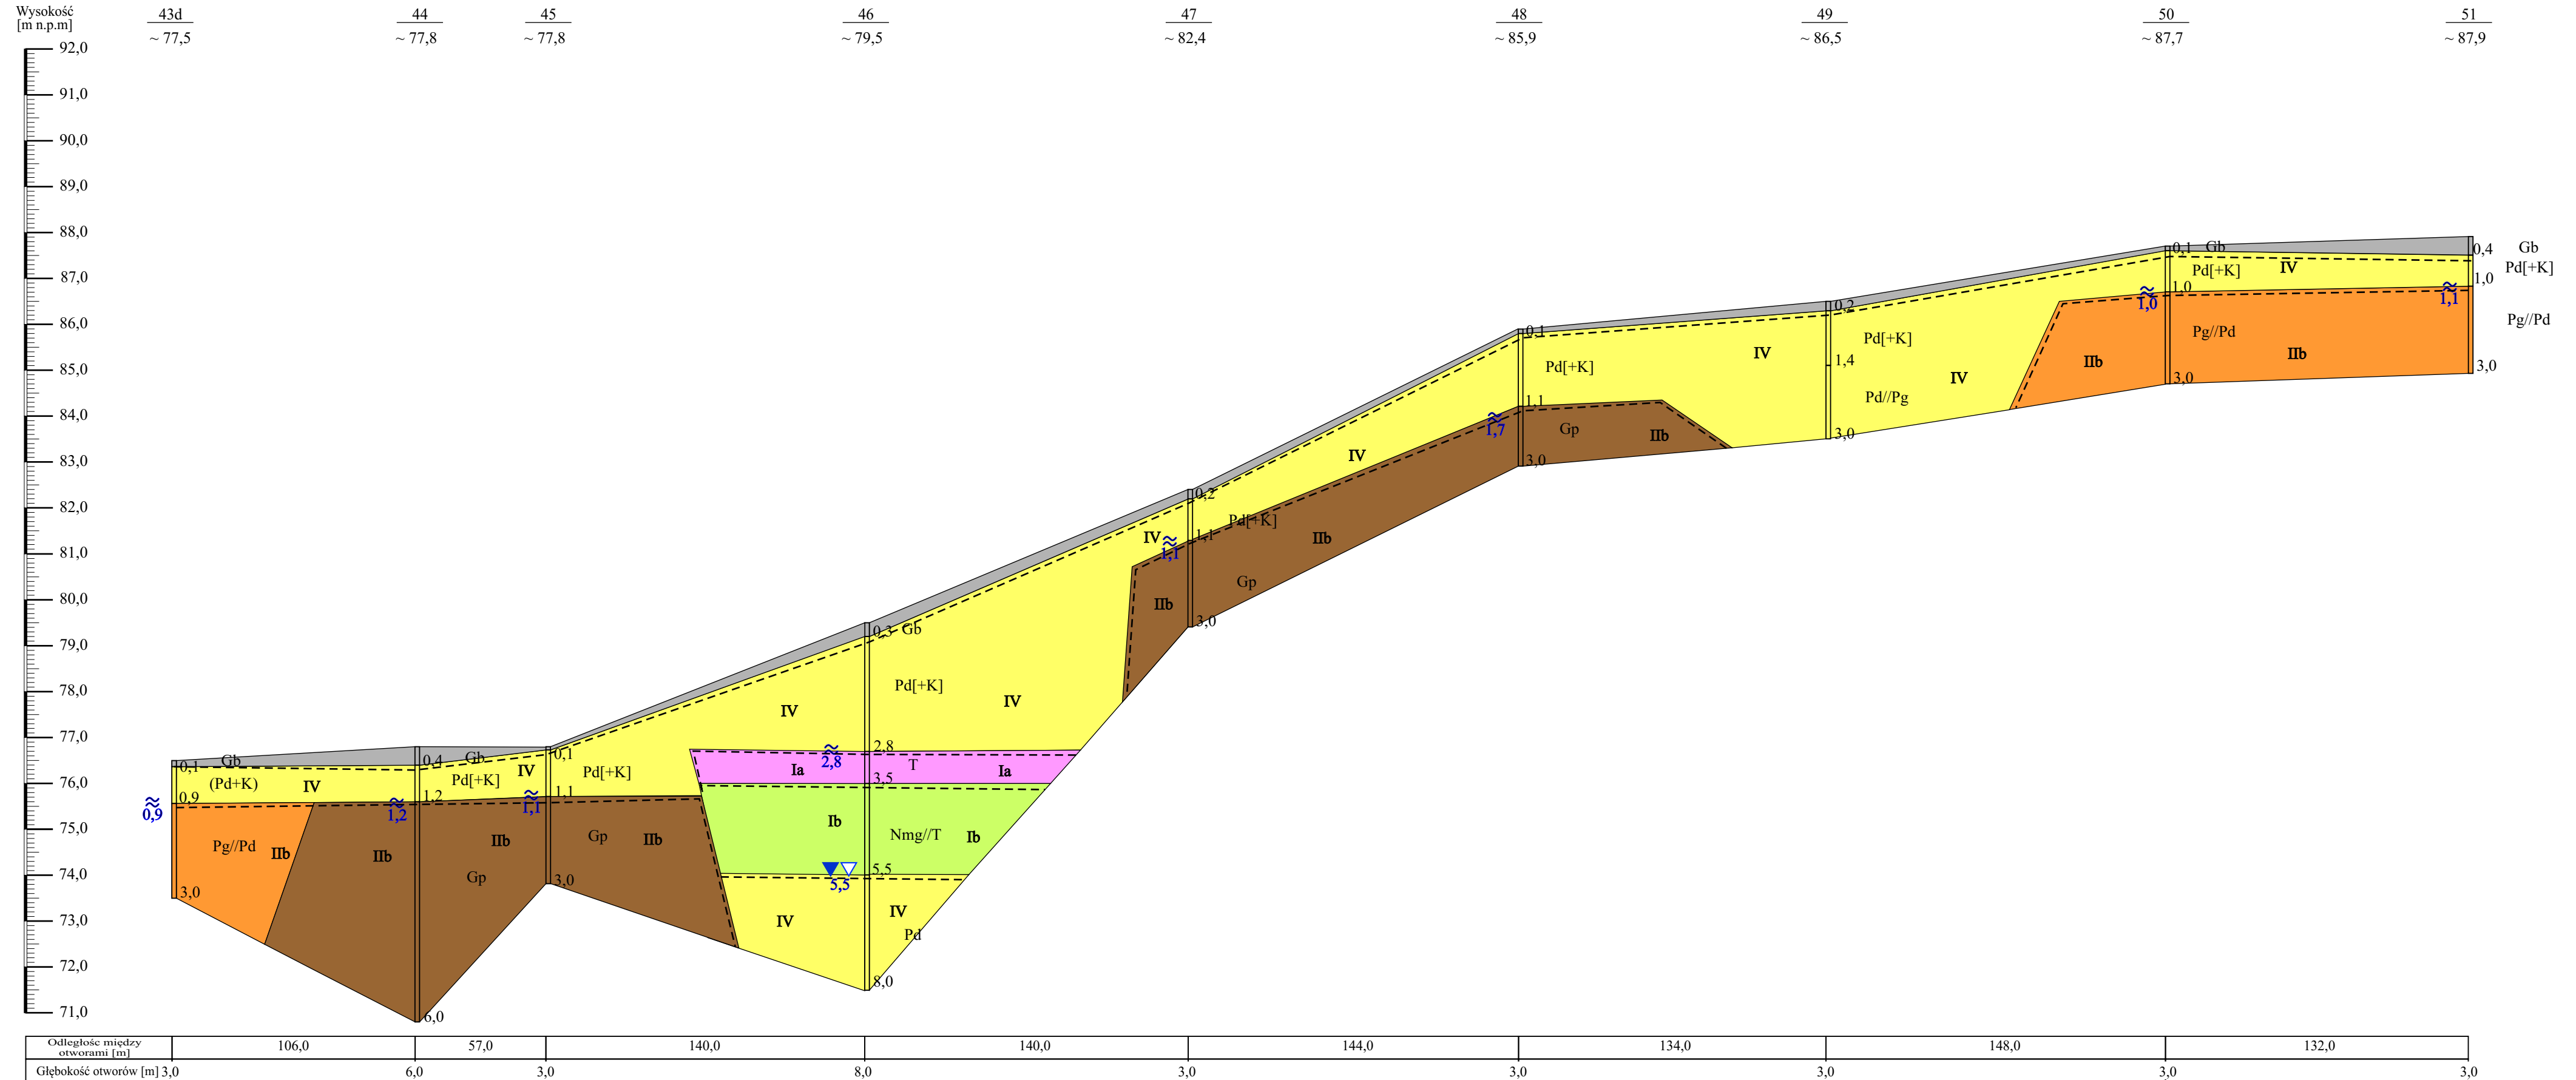 Wysokość
[m n.p.m]
43d
44
45
46
47
48
49
50
51
~ 77,5
~ 77,8
~ 77,8
~ 79,5
~ 82,4
~ 85,9
~ 86,5
~ 87,7
~ 87,9
92,0
91,0
90,0
89,0
88,0
87,0
86,0
85,0
84,0
83,0
82,0
81,0
80,0
79,0
78,0
77,0
76,0
75,0
74,0
73,0
72,0
71,0
0,1
Gb
(Pd+K)
IV
0,9
≈
0,9
Pg//Pd
IIb
3,0
IIb
≈
1,2
0,4
Gb
1,2
Pd[+K]
IV
Gp
IIb
6,0
≈
1,1
0,1
Pd[+K]
1,1
Gp
IIb
3,0
IV
0,3
Gb
Pd[+K]
IV
≈
2,8
2,8
Ia
T
Ia
3,5
Ib
Nmg//T
Ib
5,5
5,5
IV
IV
Pd
8,0
0,2
IV
≈
1,1
1,1
Pd[+K]
IIb
Gp
IIb
3,0
IV
0,1
Pd[+K]
≈
1,7
1,1
Gp
IIb
3,0
IV
0,2
Pd[+K]
1,4
Pd//Pg
IV
3,0
0,1
Gb
Pd[+K]
IV
≈
1,0
1,0
Pg//Pd
IIb
IIb
3,0
0,4
Gb
Pd[+K]
1,0
≈
1,1
Pg//Pd
3,0
Odległośc między
otworami [m]
106,0
57,0
140,0
140,0
144,0
134,0
148,0
132,0
Głębokość otworów [m]
3,0
6,0
3,0
8,0
3,0
3,0
3,0
3,0
3,0